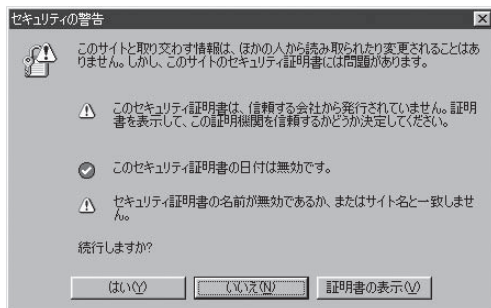 セキュリティの警告
このサイトと取り交わす情報は、ほかの人から読み取られたり変更されることはあ
りません。しかし、このサイトのセキュリティ証明書には問題があります。
このセキュリティ証明書は、信頼する会社から発行されていません。証明
書を表示して、この証明機関を信頼するかどうか決定してください。
このセキュリティ証明書の日付は無効です。
セキュリティ証明書の名前が無効であるか、またはサイト名と一致しませ
ん。
続行しますか?
はい(Y)
いいえ(N)
証明書の表示(V)